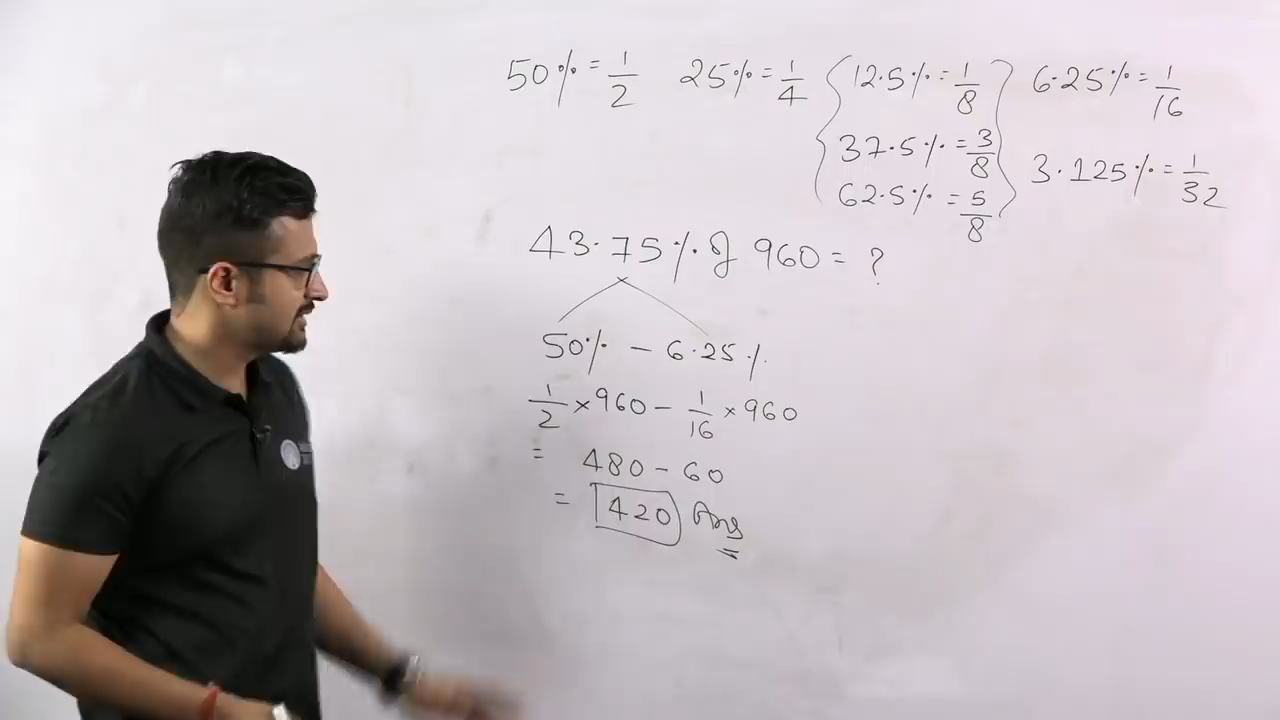 50% = 1/2 25% = 1/4 12.5% = 1/8 6.25% = 1/16
37.5% = 3/8 3.125% = 1/32
62.5% = 5/8
43.75% of 960 = ?
50% - 6.25%
1/2 × 960 - 1/16 × 960
= 480 - 60
= 420 Ans